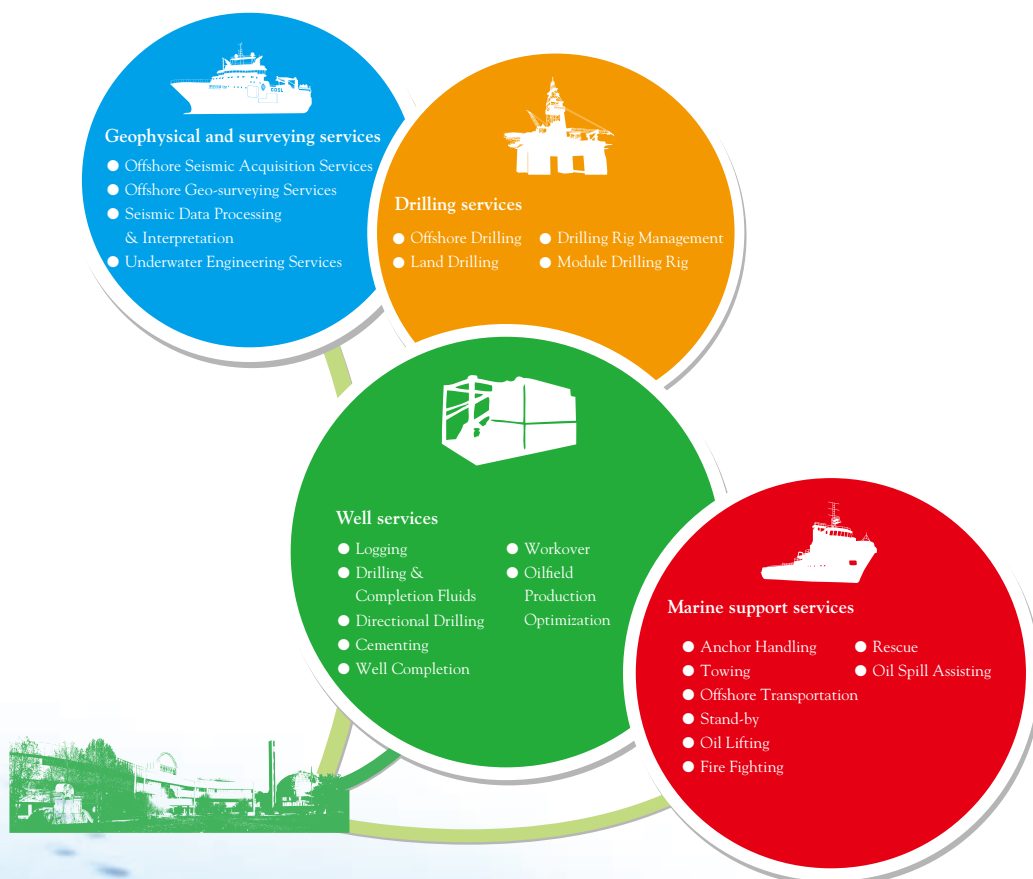 COSL
Geophysical and surveying services
● Offshore Seismic Acquisition Services
● Offshore Geo-surveying Services
● Seismic Data Processing
& Interpretation
● Underwater Engineering Services
Drilling services
● Offshore Drilling
● Land Drilling
● Drilling Rig Management
● Module Drilling Rig
Well services
● Logging
● Drilling &
Completion Fluids
● Directional Drilling
● Cementing
● Well Completion
● Workover
● Oilfield
Production
Optimization
Marine support services
● Anchor Handling
● Towing
● Offshore Transportation
● Stand-by
● Oil Lifting
● Fire Fighting
● Rescue
● Oil Spill Assisting